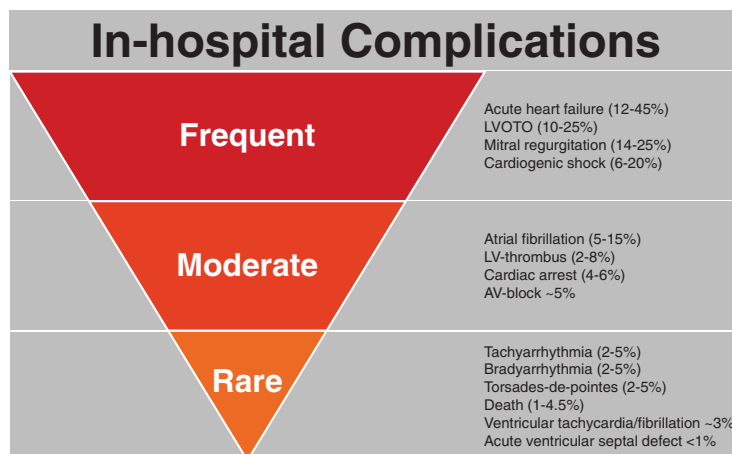 In-hospital Complications
Frequent
Acute heart failure (12-45%)
LVOTO (10-25%)
Mitral regurgitation (14-25%)
Cardiogenic shock (6-20%)
Moderate
Atrial fibrillation (5-15%)
LV-thrombus (2-8%)
Cardiac arrest (4-6%)
AV-block ~5%
Rare
Tachyarrhythmia (2-5%)
Bradyarrhythmia (2-5%)
Torsades-de-pointes (2-5%)
Death (1-4.5%)
Ventricular tachycardia/fibrillation ~3%
Acute ventricular septal defect <1%